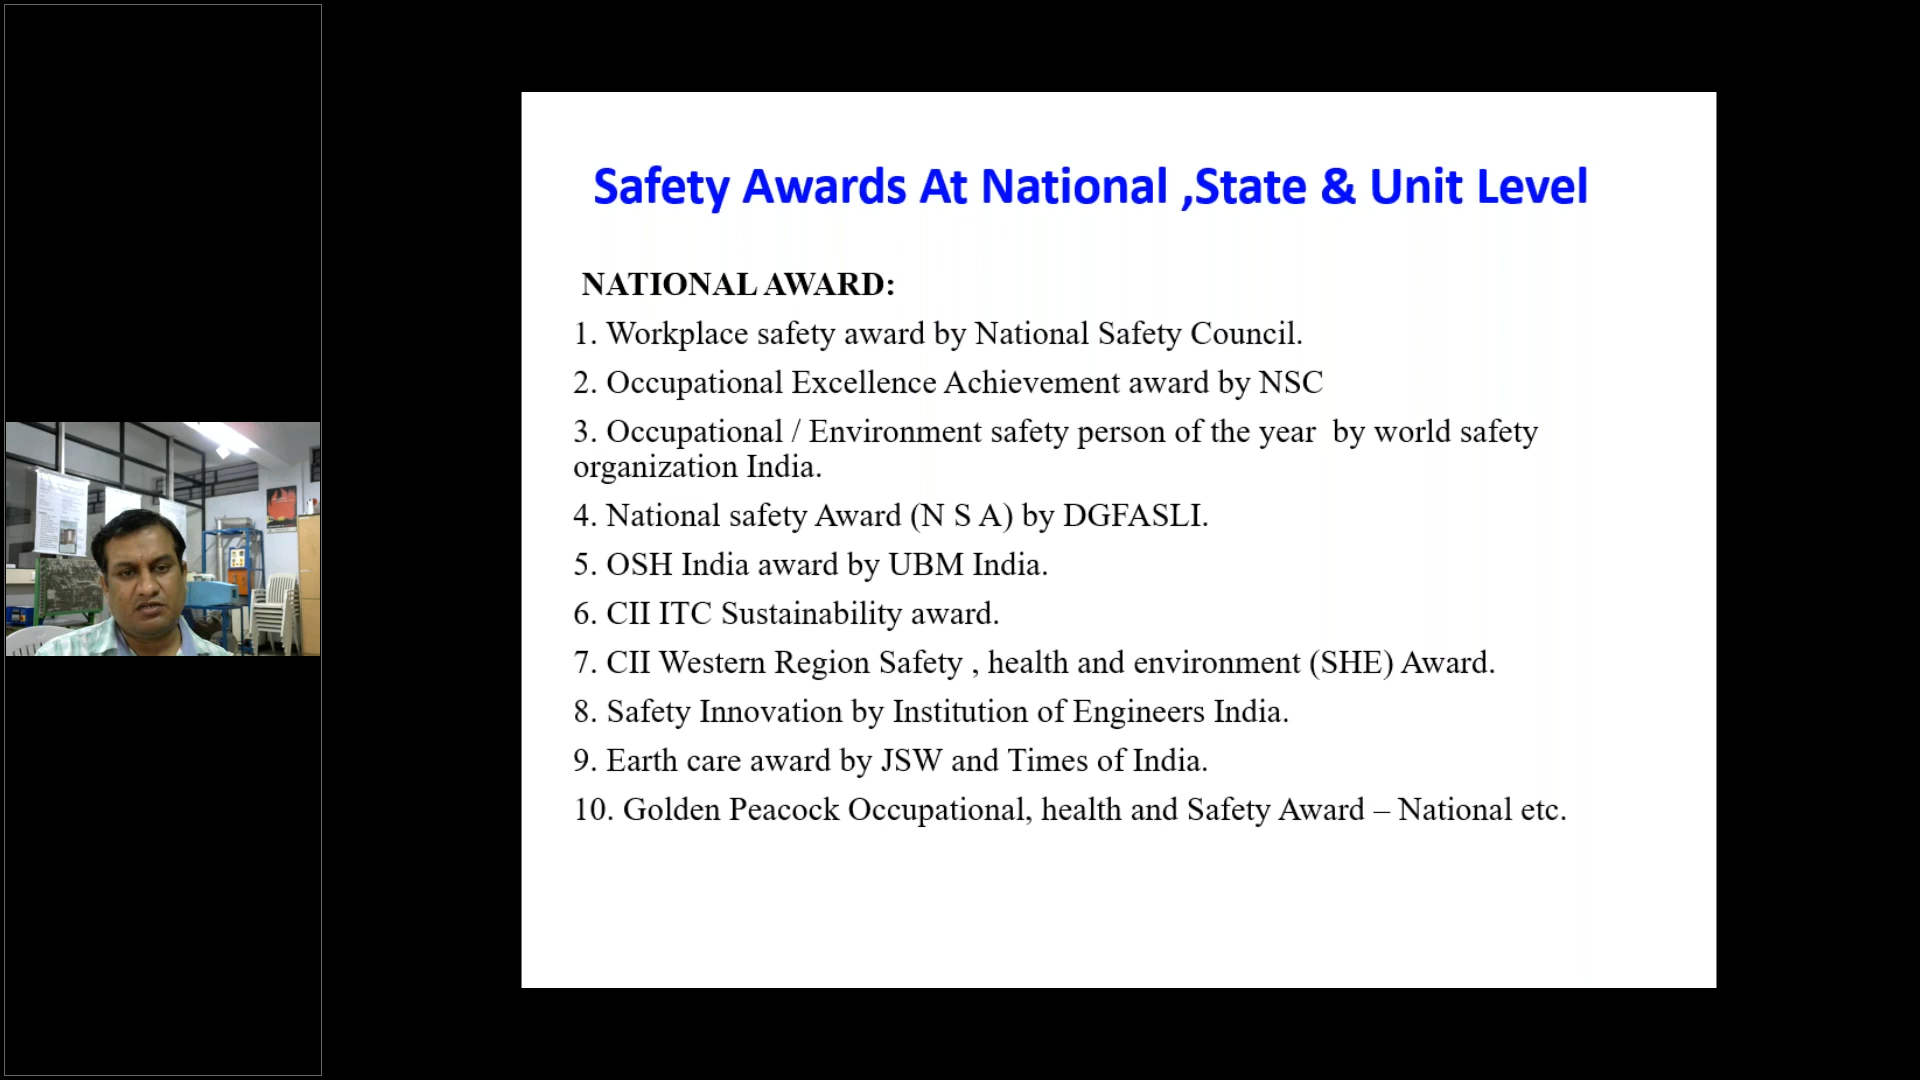 Safety Awards At National ,State & Unit Level
NATIONAL AWARD:
1. Workplace safety award by National Safety Council.
2. Occupational Excellence Achievement award by NSC
3. Occupational / Environment safety person of the year  by world safety
organization India.
4. National safety Award (N S A) by DGFASLI.
5. OSH India award by UBM India.
6. CII ITC Sustainability award.
7. CII Western Region Safety , health and environment (SHE) Award.
8. Safety Innovation by Institution of Engineers India.
9. Earth care award by JSW and Times of India.
10. Golden Peacock Occupational, health and Safety Award – National etc.